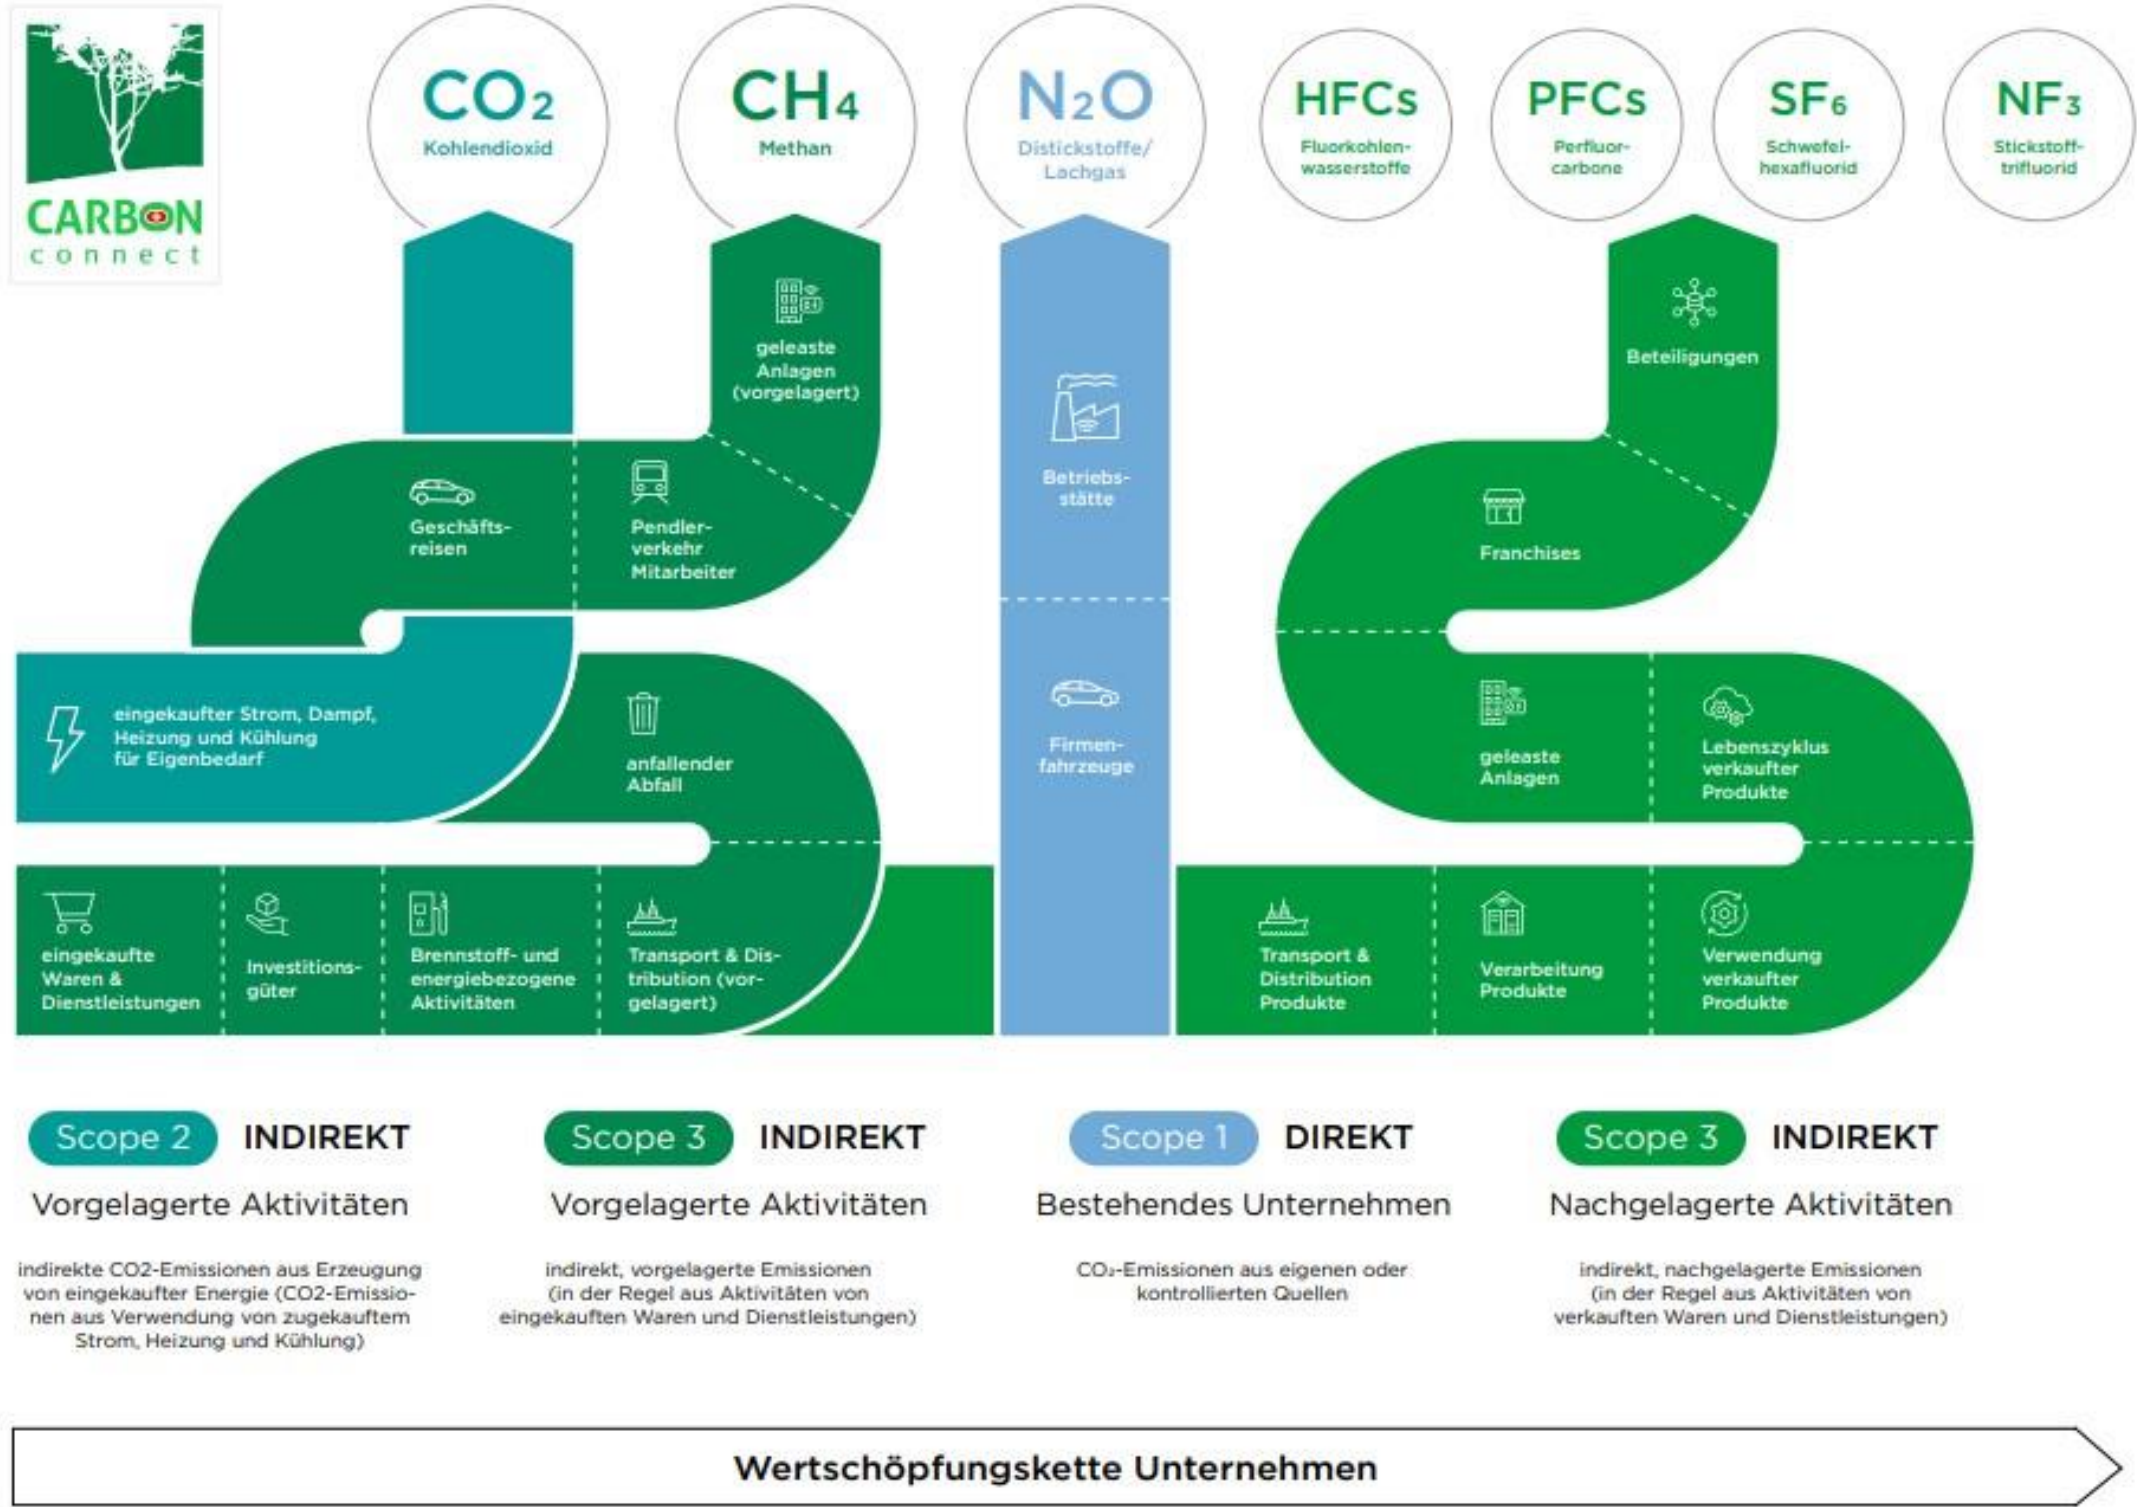 CARBON
connect
CO2
Kohlendioxid
CH4
Methan
N2O
Distickstoffe/
Lachgas
HFCs
Fluorkohlen-
wasserstoffe
PFCs
Perfluor-
carbone
SF6
Schwefel-
hexafluorid
NF3
Stickstoff-
trifluorid
geleaste
Anlagen
(vorgelagert)
Beteiligungen
Geschäfts-
reisen
Pendler-
verkehr
Mitarbeiter
Betriebs-
stätte
Franchises
eingekaufter Strom, Dampf,
Heizung und Kühlung
für Eigenbedarf
anfallender
Abfall
Firmen-
fahrzeuge
geleaste
Anlagen
Lebenszyklus
verkaufter
Produkte
eingekaufte
Waren &
Dienstleistungen
Investitions-
güter
Brennstoff- und
energiebezogene
Aktivitäten
Transport & Dis-
tribution (vor-
gelagert)
Transport &
Distribution
Produkte
Verarbeitung
Produkte
Verwendung
verkaufter
Produkte
Scope 2 INDIREKT
Vorgelagerte Aktivitäten
indirekte CO2-Emissionen aus Erzeugung
von eingekaufter Energie (CO2-Emissio-
nen aus Verwendung von zugekauftem
Strom, Heizung und Kühlung)
Scope 3 INDIREKT
Vorgelagerte Aktivitäten
indirekt, vorgelagerte Emissionen
(in der Regel aus Aktivitäten von
eingekauften Waren und Dienstleistungen)
Scope 1 DIREKT
Bestehendes Unternehmen
CO₂-Emissionen aus eigenen oder
kontrollierten Quellen
Scope 3 INDIREKT
Nachgelagerte Aktivitäten
indirekt, nachgelagerte Emissionen
(in der Regel aus Aktivitäten von
verkauften Waren und Dienstleistungen)
Wertschöpfungskette Unternehmen